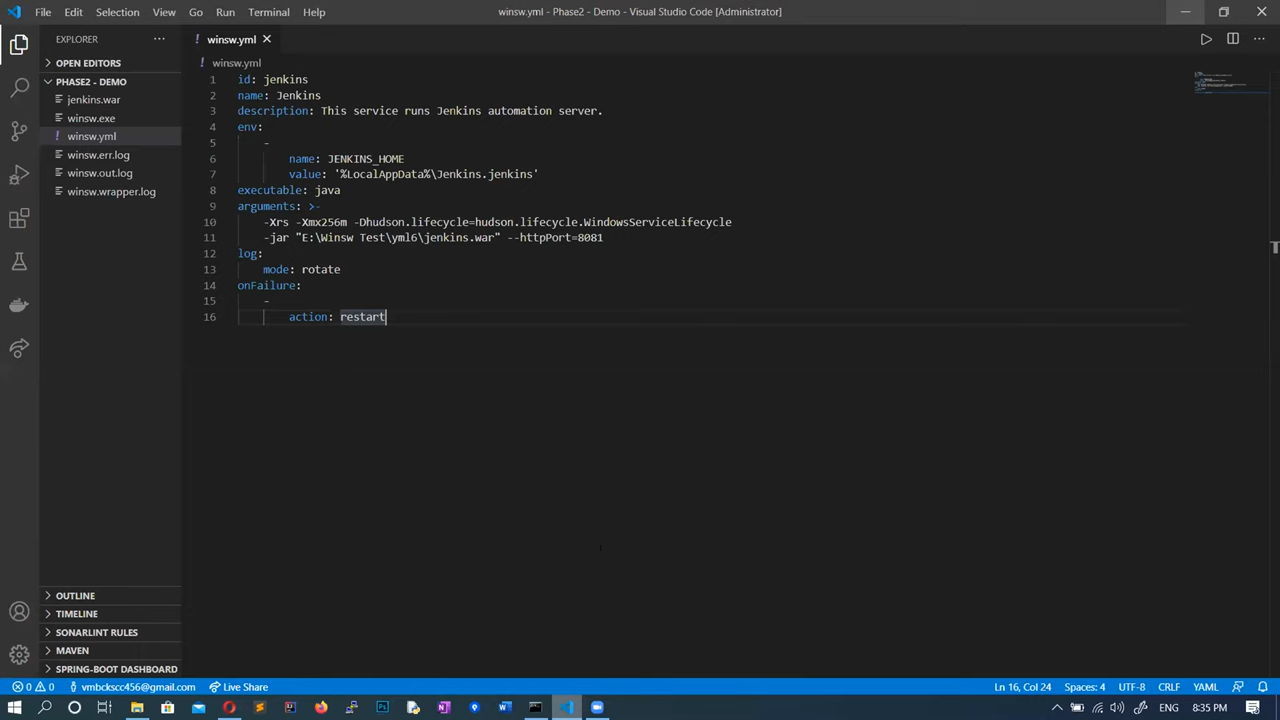 File Edit Selection View Go Run Terminal Help
winsw.yml - Phase2 - Demo - Visual Studio Code [Administrator]
EXPLORER
OPEN EDITORS
PHASE2 - DEMO
jenkins.war
winsw.exe
! winsw.yml
winsw.err.log
winsw.out.log
winsw.wrapper.log
OUTLINE
TIMELINE
SONARLINT RULES
MAVEN
SPRING-BOOT DASHBOARD
! winsw.yml
! winsw.yml
1 id: jenkins
2 name: Jenkins
3 description: This service runs Jenkins automation server.
4 env:
5 -
6 name: JENKINS_HOME
7 value: '%LocalAppData%\Jenkins.jenkins'
8 executable: java
9 arguments: >-
10 -Xrs -Xmx256m -Dhudson.lifecycle=hudson.lifecycle.WindowsServiceLifecycle
11 -jar "E:\Winsw Test\yml6\jenkins.war" --httpPort=8081
12 log:
13 mode: rotate
14 onFailure:
15 -
16 action: restart
0 0 vmbckscc456@gmail.com Live Share
Ln 16, Col 24 Spaces: 4 UTF-8 CRLF YAML
8:35 PM